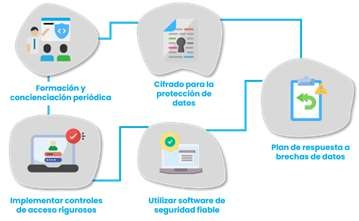 Formación y
concienciación periódica
Cifrado para la
protección de
datos
Plan de respuesta a
brechas de datos
Implementar controles
de acceso rigurosos
Utilizar software de
seguridad fiable